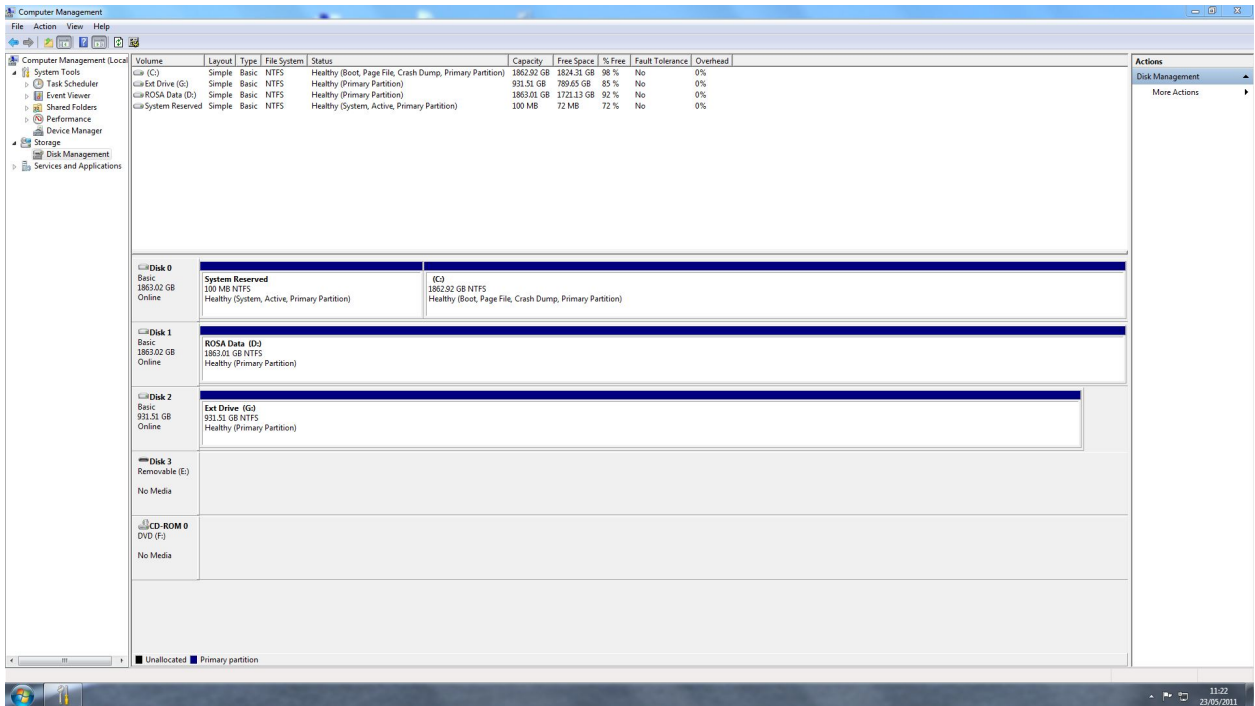 Computer Management
File Action View Help
Computer Management (Local
System Tools
Task Scheduler
Event Viewer
Shared Folders
Performance
Device Manager
Storage
Disk Management
Services and Applications
Volume Layout Type File System Status Capacity Free Space % Free Fault Tolerance Overhead
(C:) Simple Basic NTFS Healthy (Boot, Page File, Crash Dump, Primary Partition) 1862.92 GB 1824.31 GB 98 % No 0%
Ext Drive (G:) Simple Basic NTFS Healthy (Primary Partition) 931.51 GB 789.65 GB 85 % No 0%
ROSA Data (D:) Simple Basic NTFS Healthy (Primary Partition) 1863.01 GB 1721.13 GB 92 % No 0%
System Reserved Simple Basic NTFS Healthy (System, Active, Primary Partition) 100 MB 72 MB 72 % No 0%
Disk 0
Basic
1863.02 GB
Online
System Reserved
100 MB NTFS
Healthy (System, Active, Primary Partition)
(C:)
1862.92 GB NTFS
Healthy (Boot, Page File, Crash Dump, Primary Partition)
Disk 1
Basic
1863.02 GB
Online
ROSA Data (D:)
1863.01 GB NTFS
Healthy (Primary Partition)
Disk 2
Basic
931.51 GB
Online
Ext Drive (G:)
931.51 GB NTFS
Healthy (Primary Partition)
Disk 3
Removable (E:)
No Media
CD-ROM 0
DVD (F:)
No Media
Unallocated Primary partition
Actions
Disk Management
More Actions
11:22
23/05/2011